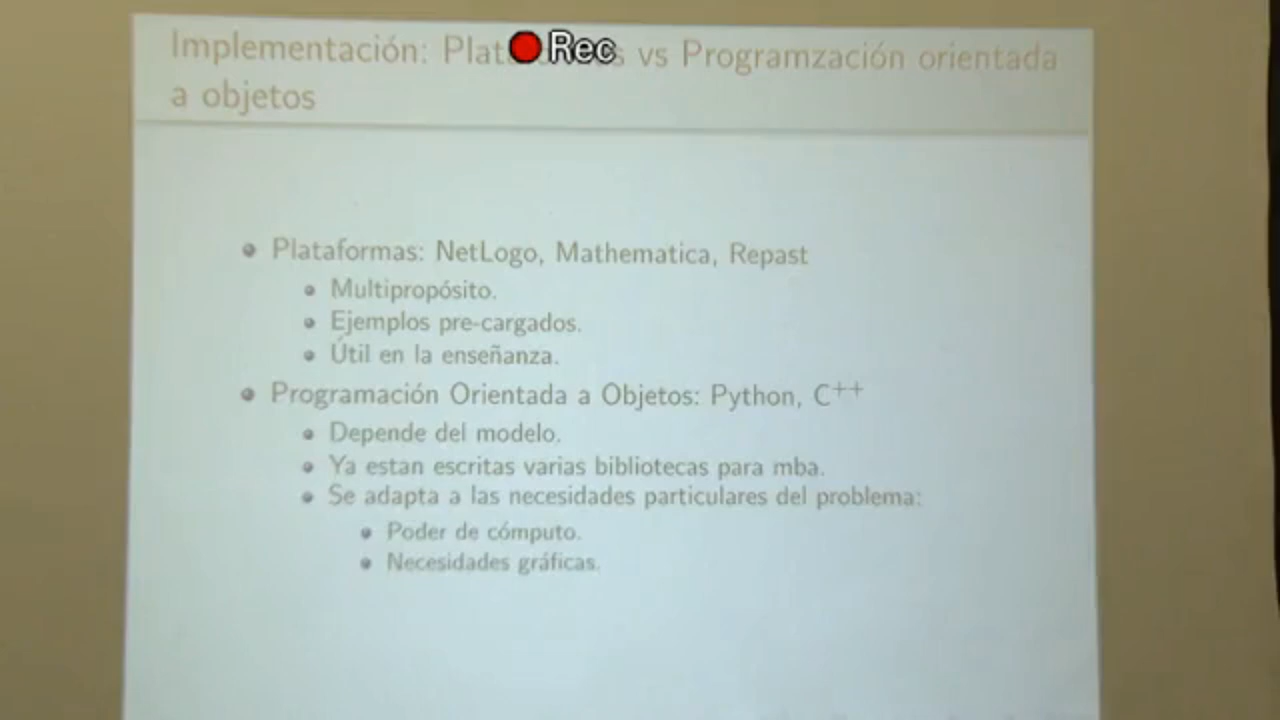 Implementación: Plat Rec s vs Programzación orientada
a objetos
Plataformas: NetLogo, Mathematica, Repast
Multipropósito.
Ejemplos pre-cargados.
Útil en la enseñanza.
Programación Orientada a Objetos: Python, C++
Depende del modelo.
Ya estan escritas varias bibliotecas para mba.
Se adapta a las necesidades particulares del problema:
Poder de cómputo.
Necesidades gráficas.